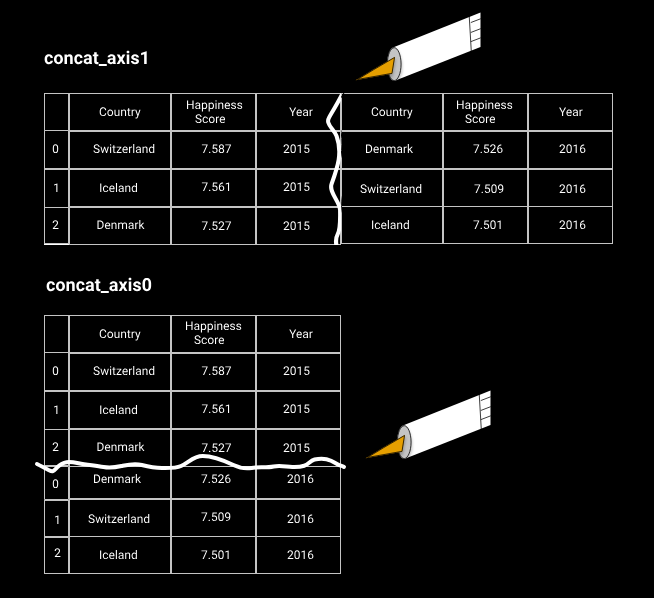 concat_axis1
Country Happiness Score Year Country Happiness Score Year
0 Switzerland 7.587 2015 Denmark 7.526 2016
1 Iceland 7.561 2015 Switzerland 7.509 2016
2 Denmark 7.527 2015 Iceland 7.501 2016
concat_axis0
Country Happiness Score Year
0 Switzerland 7.587 2015
1 Iceland 7.561 2015
2 Denmark 7.527 2015
0 Denmark 7.526 2016
1 Switzerland 7.509 2016
2 Iceland 7.501 2016